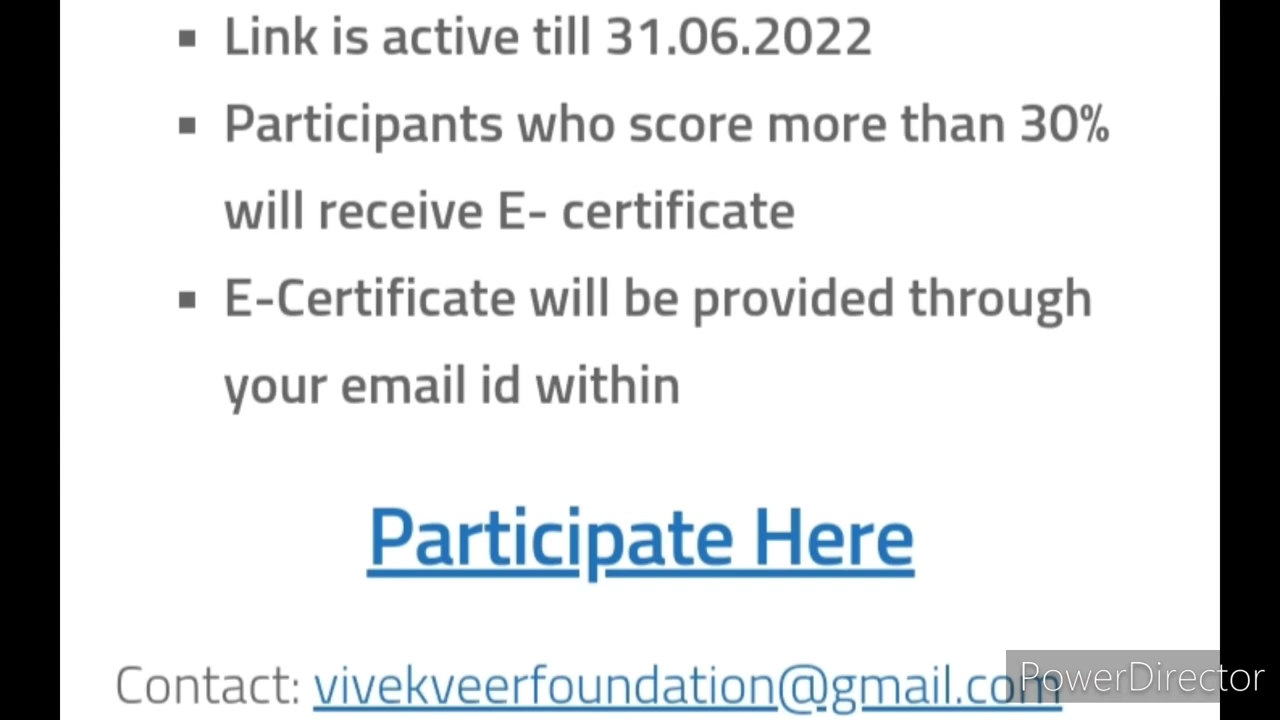 ▪ Link is active till 31.06.2022
▪ Participants who score more than 30%
will receive E- certificate
▪ E-Certificate will be provided through
your email id within
Participate Here
Contact: vivekveerfoundation@gmail.com
PowerDirector